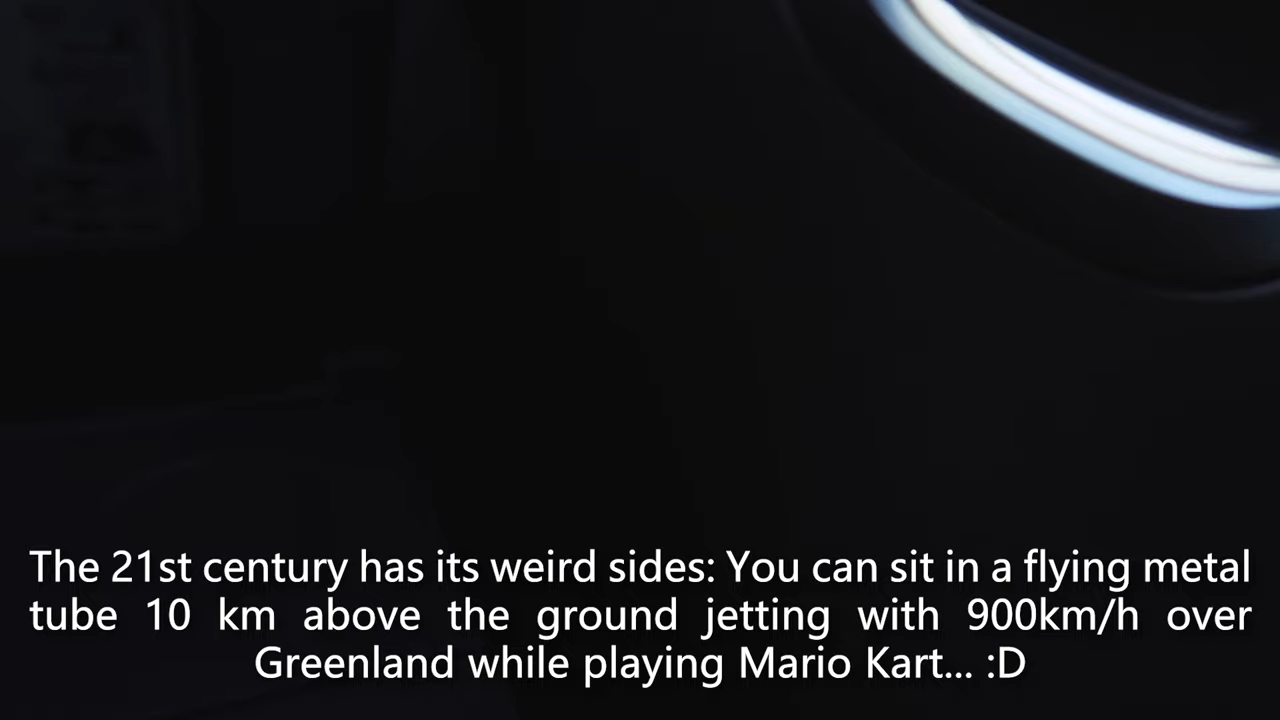 The 21st century has its weird sides: You can sit in a flying metal
tube 10 km above the ground jetting with 900km/h over
Greenland while playing Mario Kart... :D